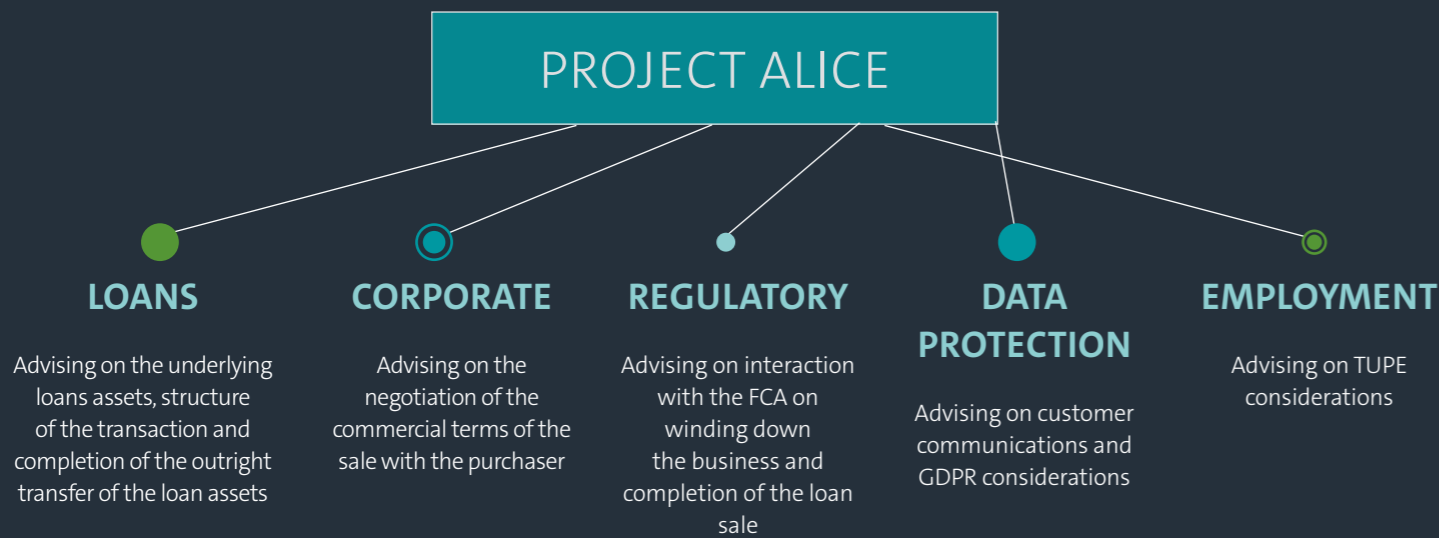 PROJECT ALICE
LOANS
Advising on the underlying
loans assets, structure
of the transaction and
completion of the outright
transfer of the loan assets
CORPORATE
Advising on the
negotiation of the
commercial terms of the
sale with the purchaser
REGULATORY
Advising on interaction
with the FCA on
winding down
the business and
completion of the loan
sale
DATA
PROTECTION
Advising on customer
communications and
GDPR considerations
EMPLOYMENT
Advising on TUPE
considerations